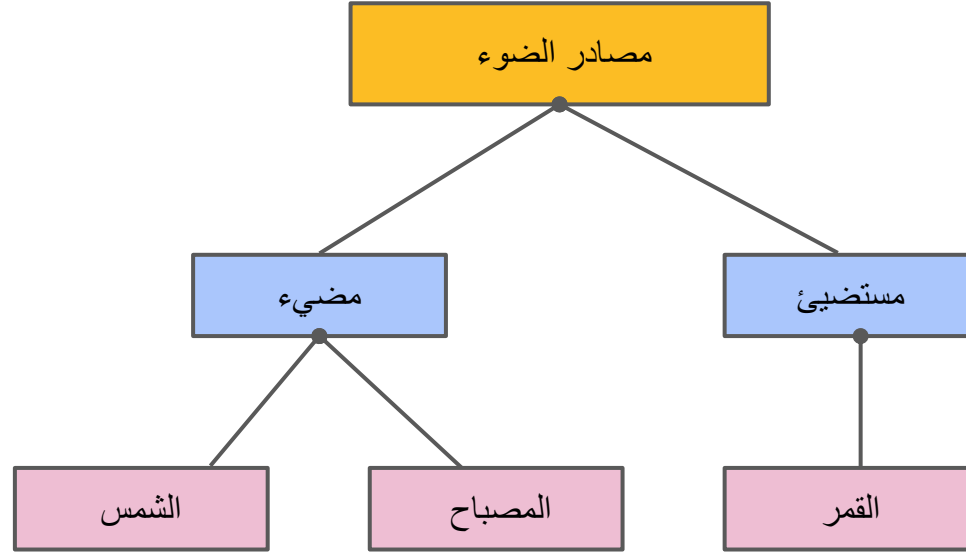 مصادر الضوء
مضيء
مستضيئ
الشمس
المصباح
القمر